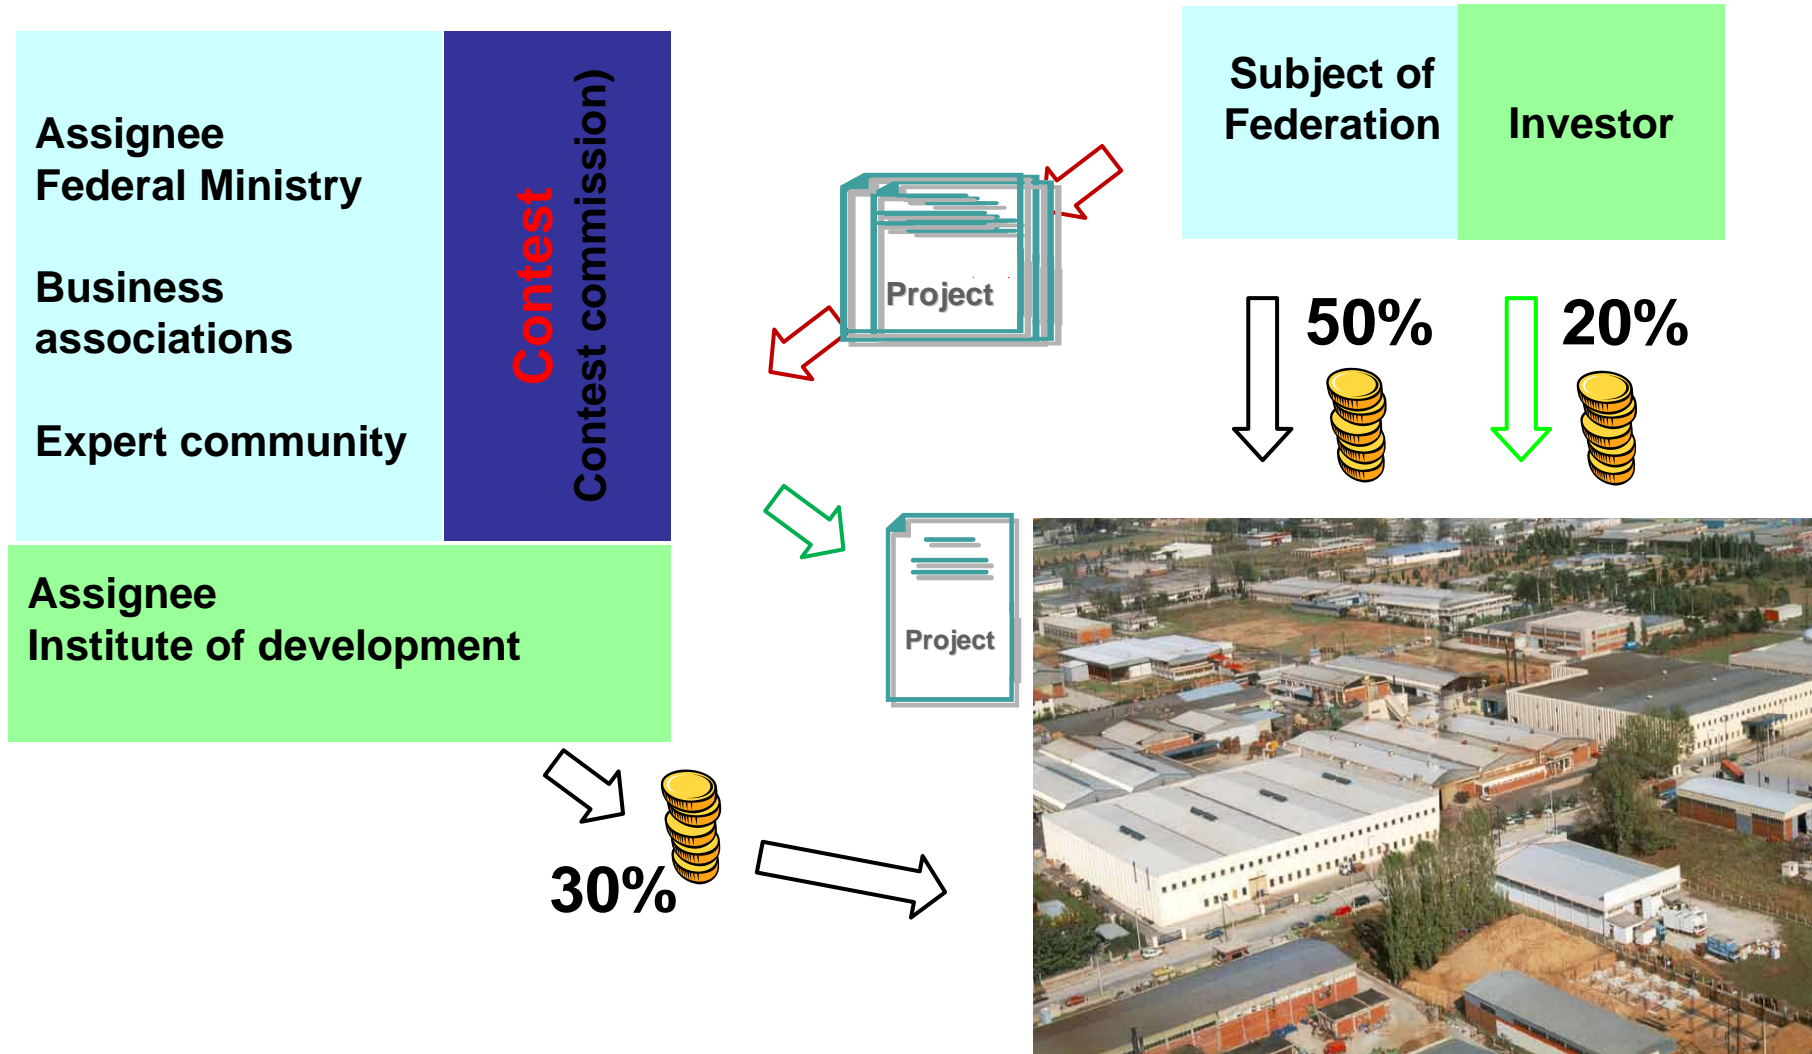 Assignee
Federal Ministry
Business
associations
Expert community
Contest
Contest commission)
Assignee
Institute of development
30%
Project
Project
Subject of
Federation
Investor
50%
20%